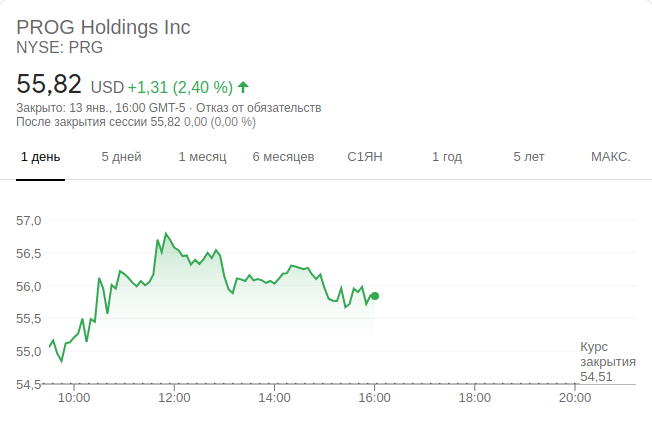 PROG Holdings Inc
NYSE: PRG
55,82 USD +1,31 (2,40 %)
Закрыто: 13 янв., 16:00 GMT-5 · Отказ от обязательств
После закрытия сессии 55,82 0,00 (0,00 %)
1 день 5 дней 1 месяц 6 месяцев С1ЯН 1 год 5 лет МАКС.
57,0
56,5
56,0
55,5
55,0
Курс
закрытия
54,51
54,5
10:00 12:00 14:00 16:00 18:00 20:00